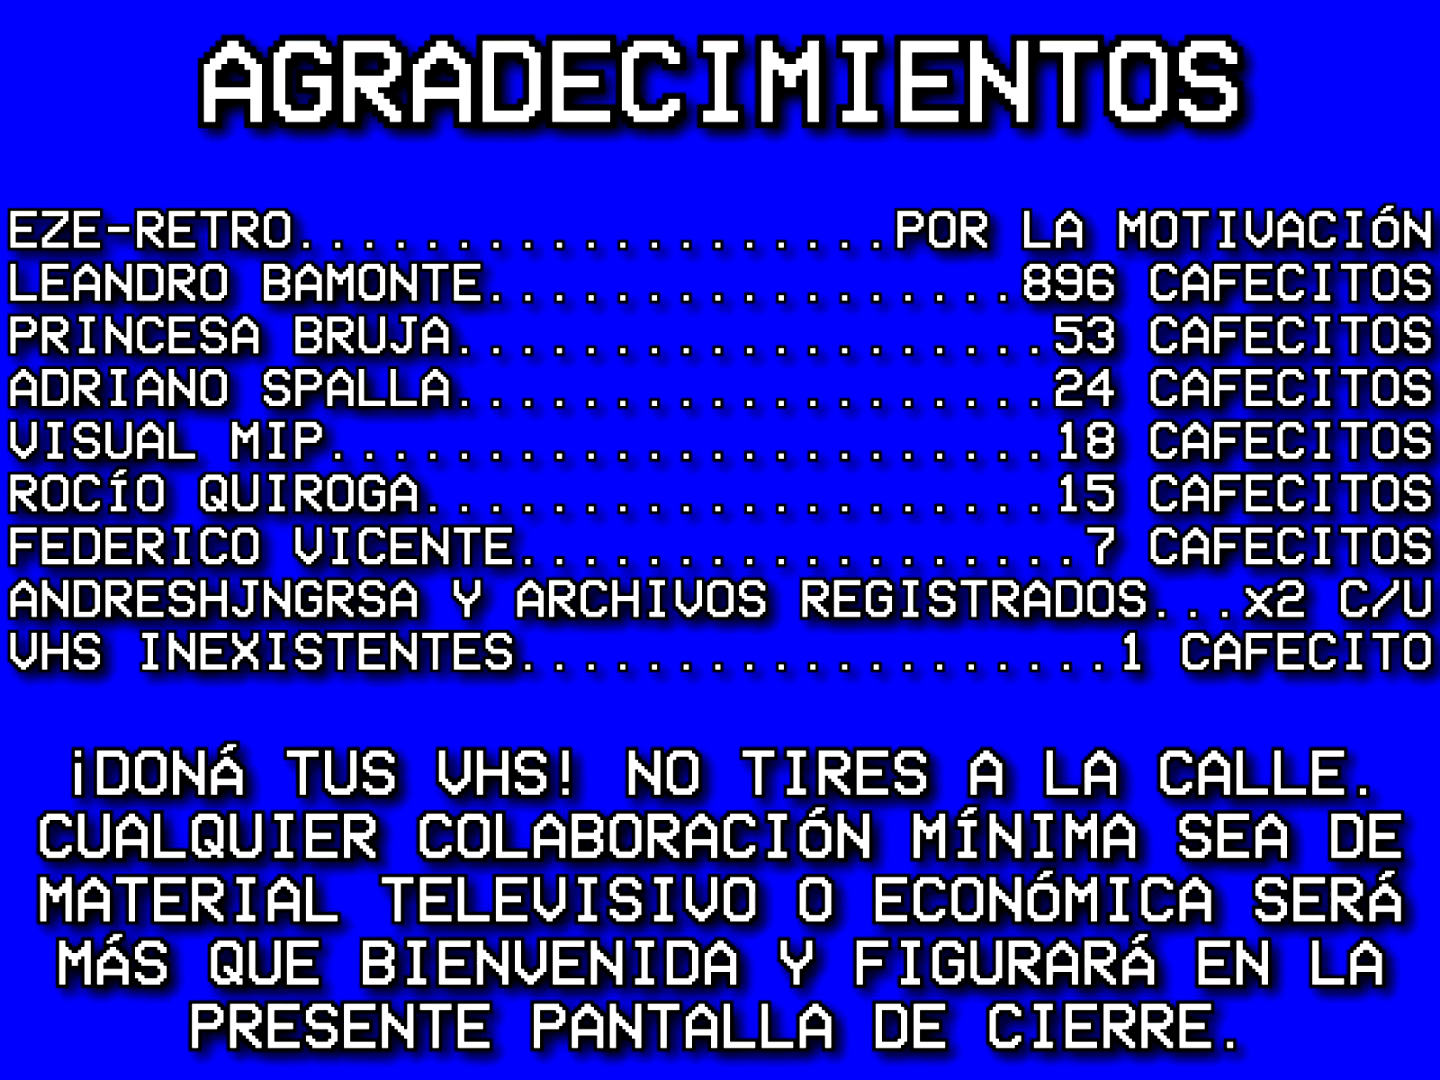 AGRADECIMIENTOS
EZE-RETRO...................POR LA MOTIVACIÓN
LEANDRO BAMONTE.................896 CAFECITOS
PRINCESA BRUJA...................53 CAFECITOS
ADRIANO SPALLA...................24 CAFECITOS
VISUAL MIP.......................18 CAFECITOS
ROCÍO QUIROGA....................15 CAFECITOS
FEDERICO VICENTE..................7 CAFECITOS
ANDRESHJNGRSA Y ARCHIVOS REGISTRADOS...x2 C/U
VHS INEXISTENTES...................1 CAFECITO
¡DONÁ TUS VHS! NO TIRES A LA CALLE.
CUALQUIER COLABORACIÓN MÍNIMA SEA DE
MATERIAL TELEVISIVO O ECONÓMICA SERÁ
MÁS QUE BIENVENIDA Y FIGURARÁ EN LA
PRESENTE PANTALLA DE CIERRE.